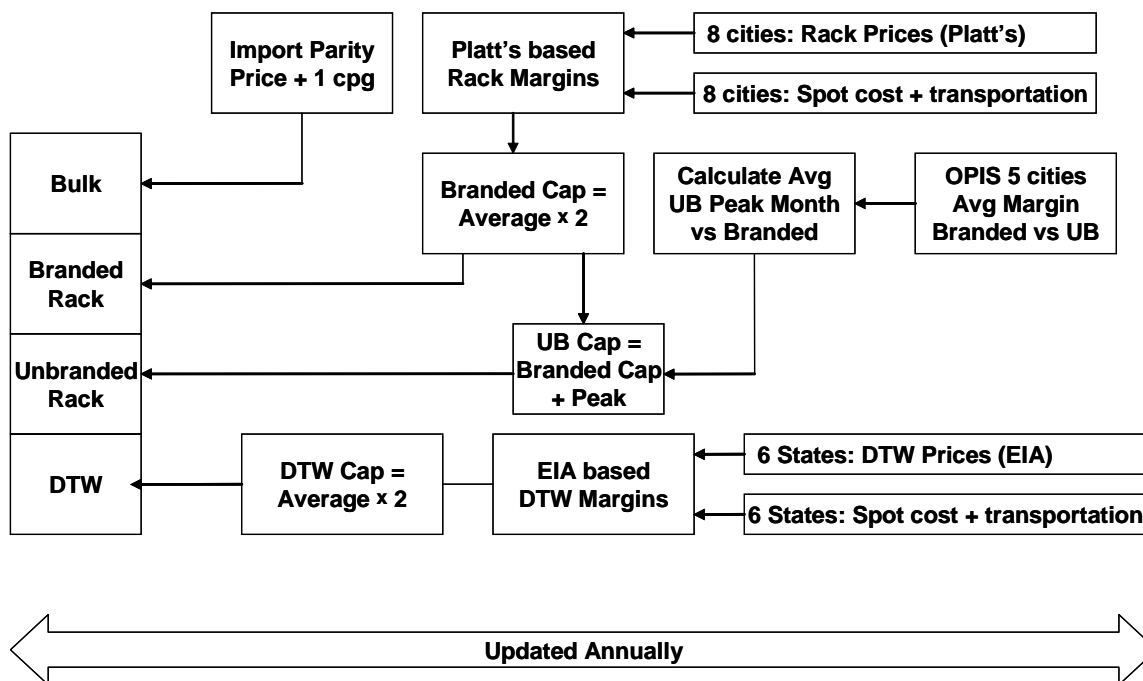 Import Parity
Price + 1 cpg
Platt's based
Rack Margins
8 cities: Rack Prices (Platt's)
8 cities: Spot cost + transportation
Bulk
Branded Cap =
Average x 2
Calculate Avg
UB Peak Month
vs Branded
OPIS 5 cities
Avg Margin
Branded vs UB
Branded
Rack
UB Cap =
Branded Cap
+ Peak
Unbranded
Rack
DTW
DTW Cap =
Average x 2
EIA based
DTW Margins
6 States: DTW Prices (EIA)
6 States: Spot cost + transportation
Updated Annually